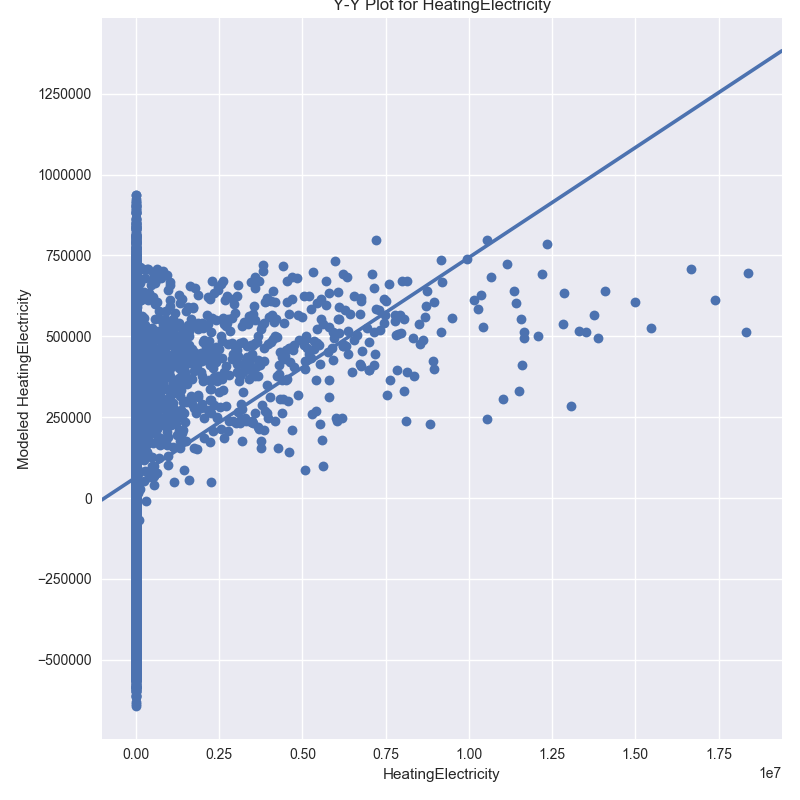 Y-Y Plot for HeatingElectricity
1250000
1000000
750000
500000
250000
0
−250000
−500000
Modeled HeatingElectricity
0.00 0.25 0.50 0.75 1.00 1.25 1.50 1.75
1e7
HeatingElectricity